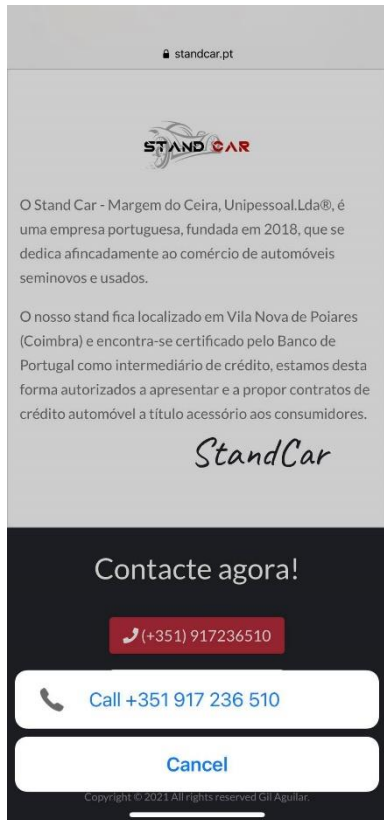 standcar.pt
STAND CAR
O Stand Car - Margem do Ceira, Unipessoal.Lda®, é
uma empresa portuguesa, fundada em 2018, que se
dedica afincadamente ao comércio de automóveis
seminovos e usados.
O nosso stand fica localizado em Vila Nova de Poiares
(Coimbra) e encontra-se certificado pelo Banco de
Portugal como intermediário de crédito, estamos desta
forma autorizados a apresentar e a propor contratos de
crédito automóvel a título acessório aos consumidores.
StandCar
Contacte agora!
(+351) 917236510
Call +351 917 236 510
Cancel
Copyright © 2021 All rights reserved Gil Aguilar.